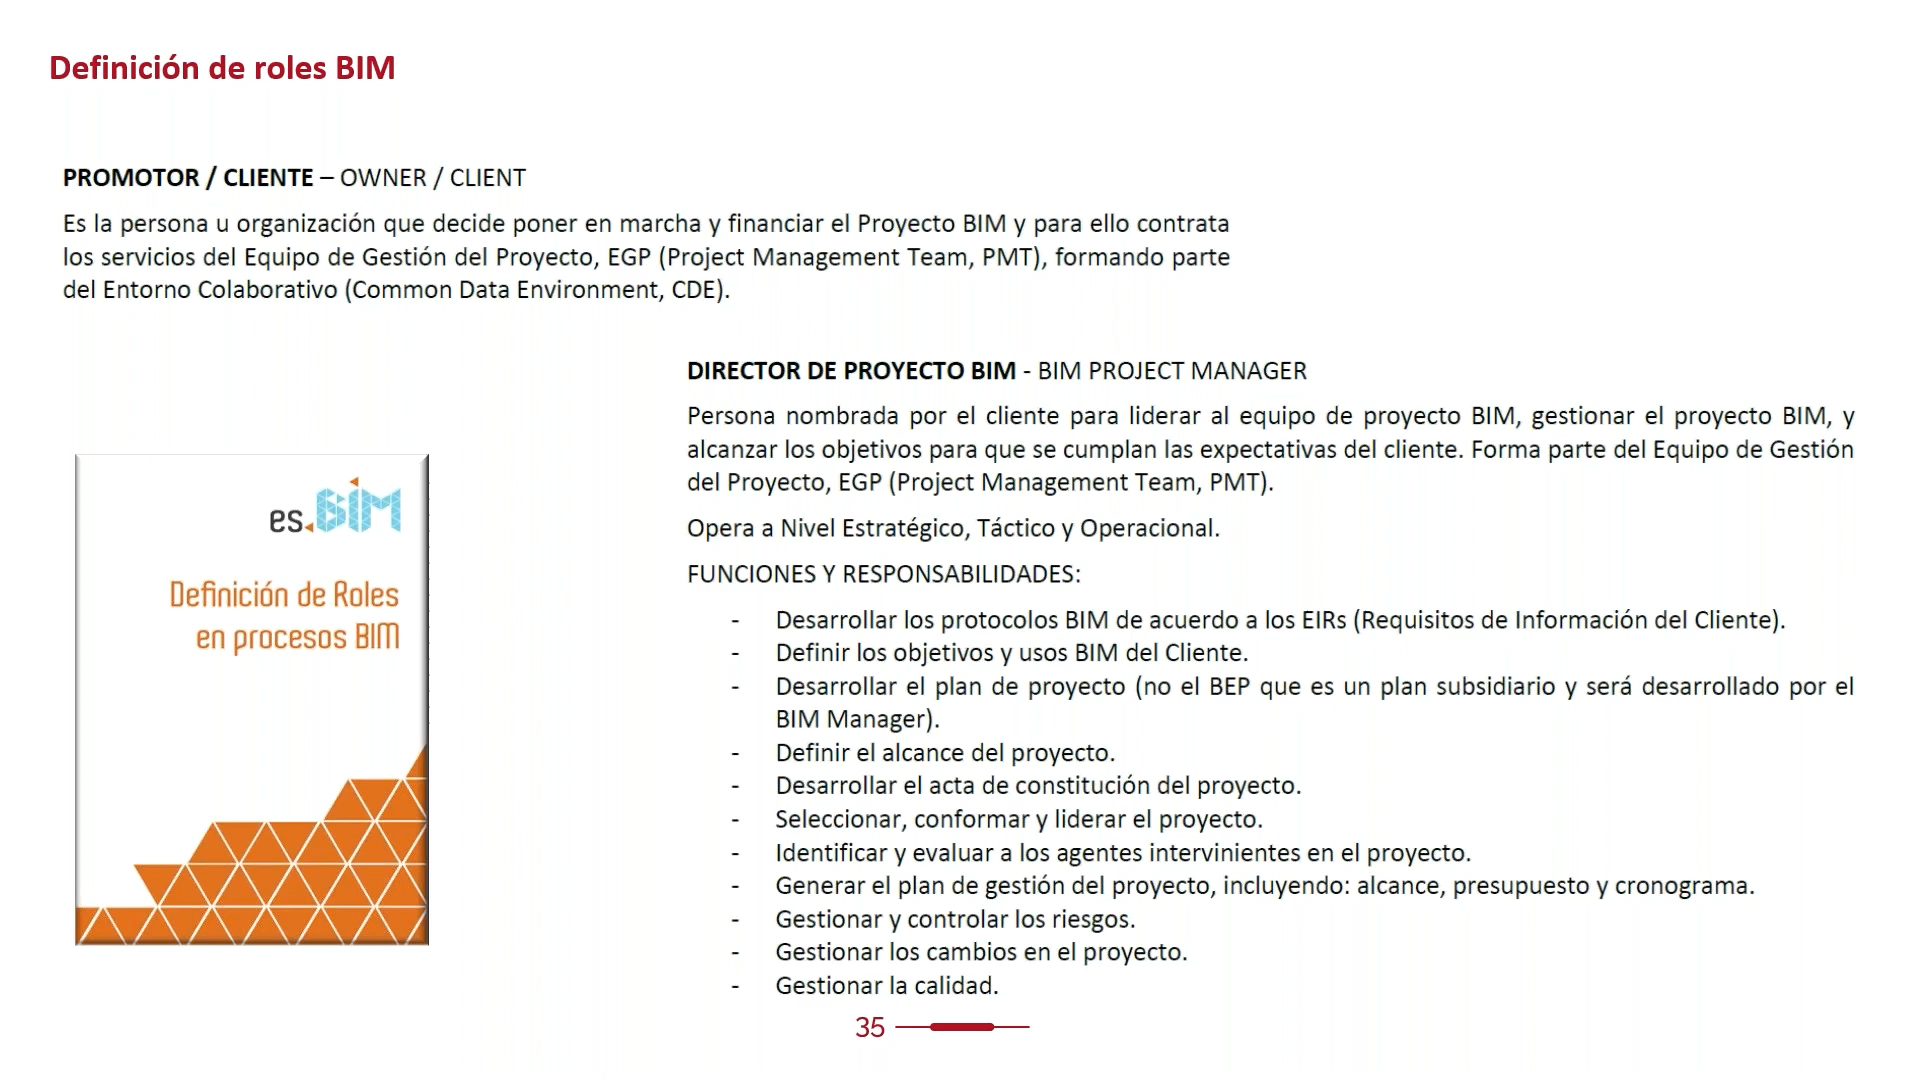 Definición de roles BIM
PROMOTOR / CLIENTE – OWNER / CLIENT
Es la persona u organización que decide poner en marcha y financiar el Proyecto BIM y para ello contrata
los servicios del Equipo de Gestión del Proyecto, EGP (Project Management Team, PMT), formando parte
del Entorno Colaborativo (Common Data Environment, CDE).
es.BIM
Definición de Roles
en procesos BIM
DIRECTOR DE PROYECTO BIM - BIM PROJECT MANAGER
Persona nombrada por el cliente para liderar al equipo de proyecto BIM, gestionar el proyecto BIM, y
alcanzar los objetivos para que se cumplan las expectativas del cliente. Forma parte del Equipo de Gestión
del Proyecto, EGP (Project Management Team, PMT).
Opera a Nivel Estratégico, Táctico y Operacional.
FUNCIONES Y RESPONSABILIDADES:
- Desarrollar los protocolos BIM de acuerdo a los EIRs (Requisitos de Información del Cliente).
- Definir los objetivos y usos BIM del Cliente.
- Desarrollar el plan de proyecto (no el BEP que es un plan subsidiario y será desarrollado por el
BIM Manager).
- Definir el alcance del proyecto.
- Desarrollar el acta de constitución del proyecto.
- Seleccionar, conformar y liderar el proyecto.
- Identificar y evaluar a los agentes intervinientes en el proyecto.
- Generar el plan de gestión del proyecto, incluyendo: alcance, presupuesto y cronograma.
- Gestionar y controlar los riesgos.
- Gestionar los cambios en el proyecto.
- Gestionar la calidad.
35